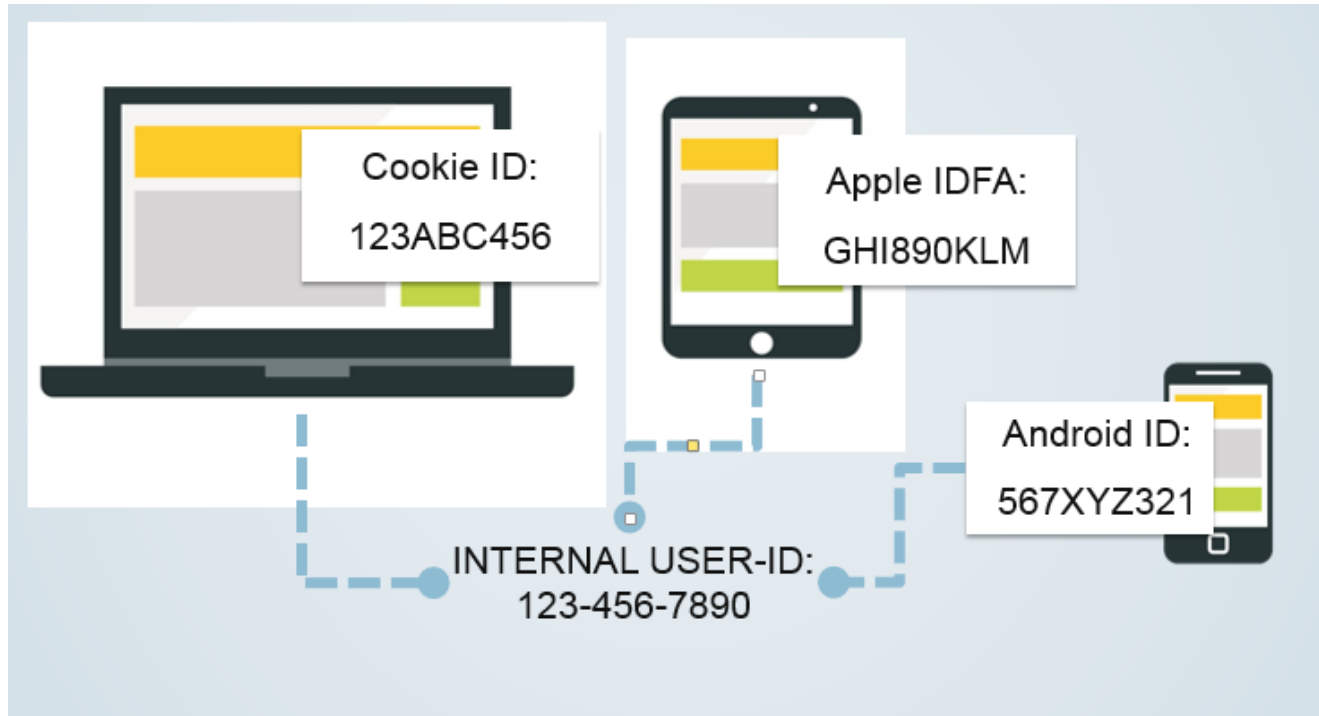 Cookie ID:
123ABC456
Apple IDFA:
GHI890KLM
Android ID:
567XYZ321
INTERNAL USER-ID:
123-456-7890